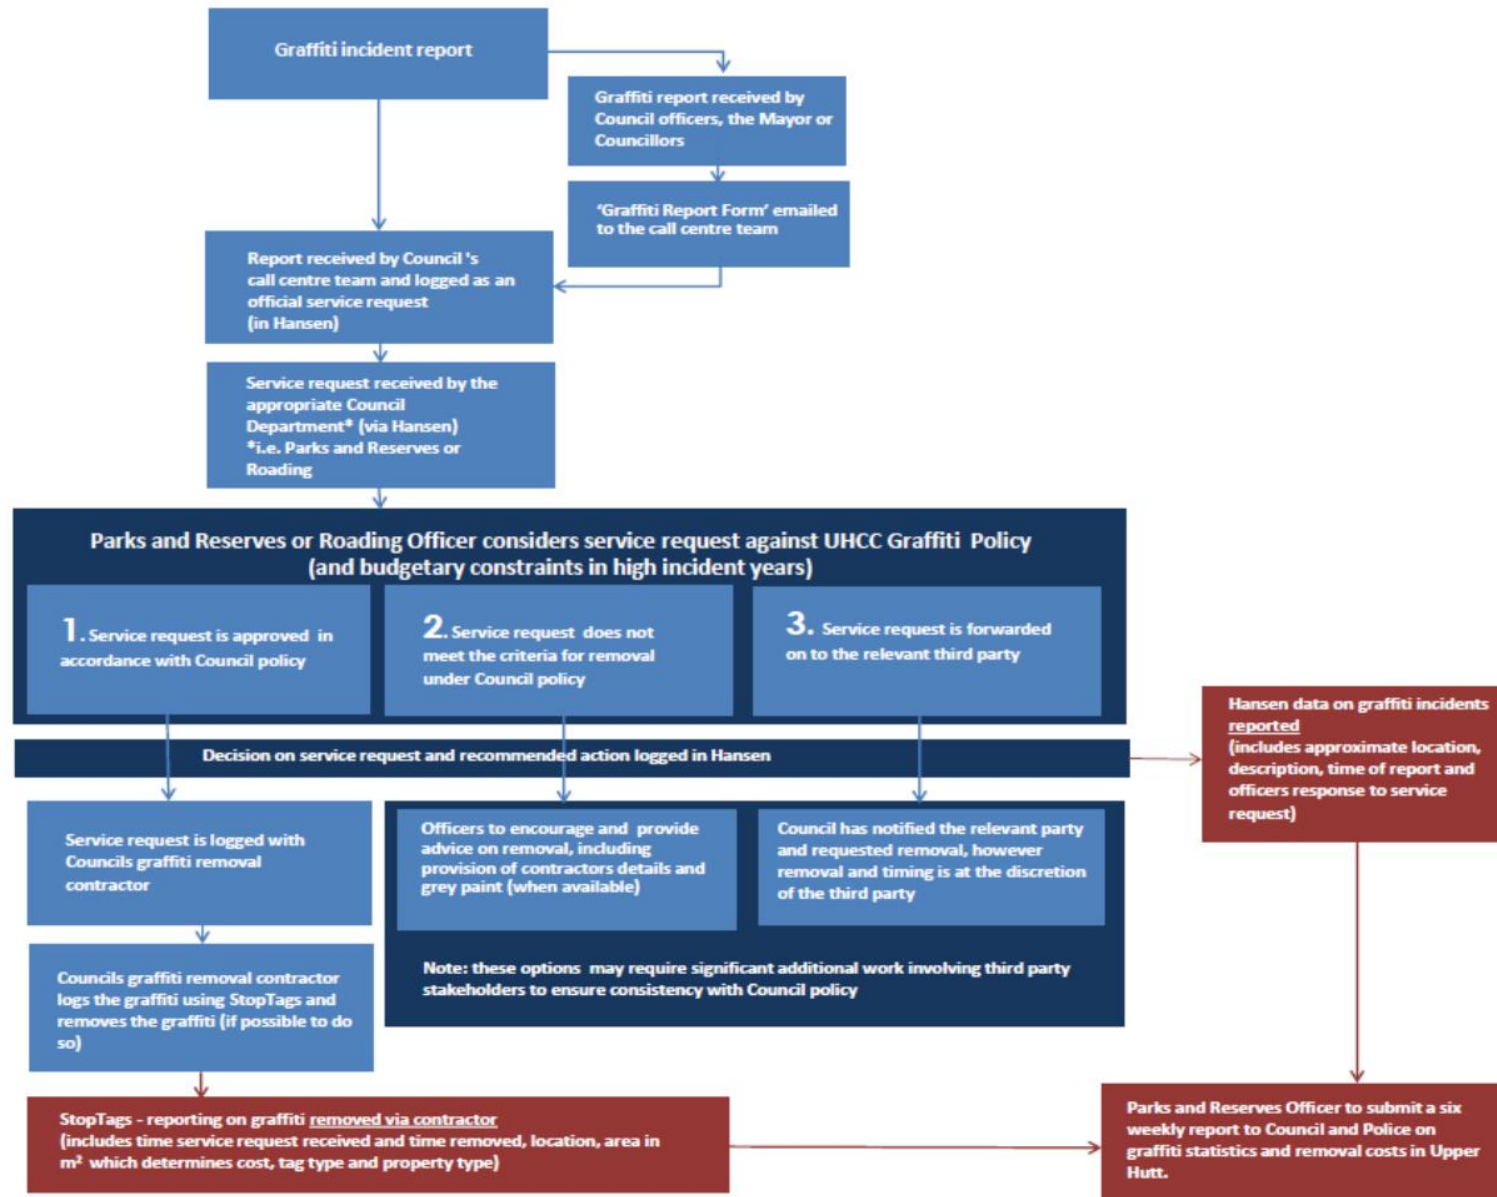 Graffiti incident report
Graffiti report received by
Council officers, the Mayor or
Councillors
‘Graffiti Report Form’ emailed
to the call centre team
Report received by Council 's
call centre team and logged as an
official service request
(in Hansen)
Service request received by the
appropriate Council
Department* (via Hansen)
*i.e. Parks and Reserves or
Roading
Parks and Reserves or Roading Officer considers service request against UHCC Graffiti Policy
(and budgetary constraints in high incident years)
1. Service request is approved in
accordance with Council policy
2. Service request does not
meet the criteria for removal
under Council policy
3. Service request is forwarded
on to the relevant third party
Decision on service request and recommended action logged in Hansen
Hansen data on graffiti incidents
reported
(includes approximate location,
description, time of report and
officers response to service
request)
Service request is logged with
Councils graffiti removal
contractor
Officers to encourage and provide
advice on removal, including
provision of contractors details and
grey paint (when available)
Council has notified the relevant party
and requested removal, however
removal and timing is at the discretion
of the third party
Note: these options may require significant additional work involving third party
stakeholders to ensure consistency with Council policy
Councils graffiti removal contractor
logs the graffiti using StopTags and
removes the graffiti (if possible to do
so)
StopTags - reporting on graffiti removed via contractor
(includes time service request received and time removed, location, area in
m² which determines cost, tag type and property type)
Parks and Reserves Officer to submit a six
weekly report to Council and Police on
graffiti statistics and removal costs in Upper
Hutt.